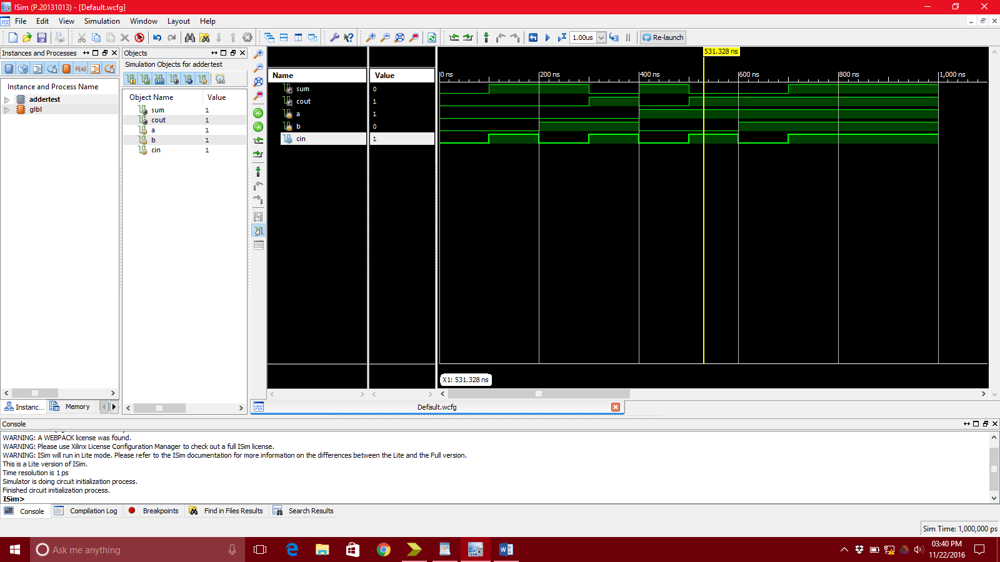 ISim (P.20131013) - [Default.wcfg]
File Edit View Simulation Window Layout Help
1.00us Re-launch
Instances and Processes
Instance and Process Name
addertest
glbl
Instanc... Memory
Objects
Simulation Objects for addertest
Object Name Value
sum 1
cout 1
a 1
b 1
cin 1
Name Value
sum 0
cout 1
a 1
b 0
cin 1
531.328 ns
0 ns 200 ns 400 ns 600 ns 800 ns 1,000 ns
X1: 531.328 ns
Default.wcfg
Console
WARNING: A WEBPACK license was found.
WARNING: Please use Xilinx License Configuration Manager to check out a full ISim license.
WARNING: ISim will run in Lite mode. Please refer to the ISim documentation for more information on the differences between the Lite and the Full version.
This is a Lite version of ISim.
Time resolution is 1 ps
Simulator is doing circuit initialization process.
Finished circuit initialization process.
ISim>
Console Compilation Log Breakpoints Find in Files Results Search Results
Sim Time: 1,000,000 ps
Ask me anything
03:40 PM
11/22/2016